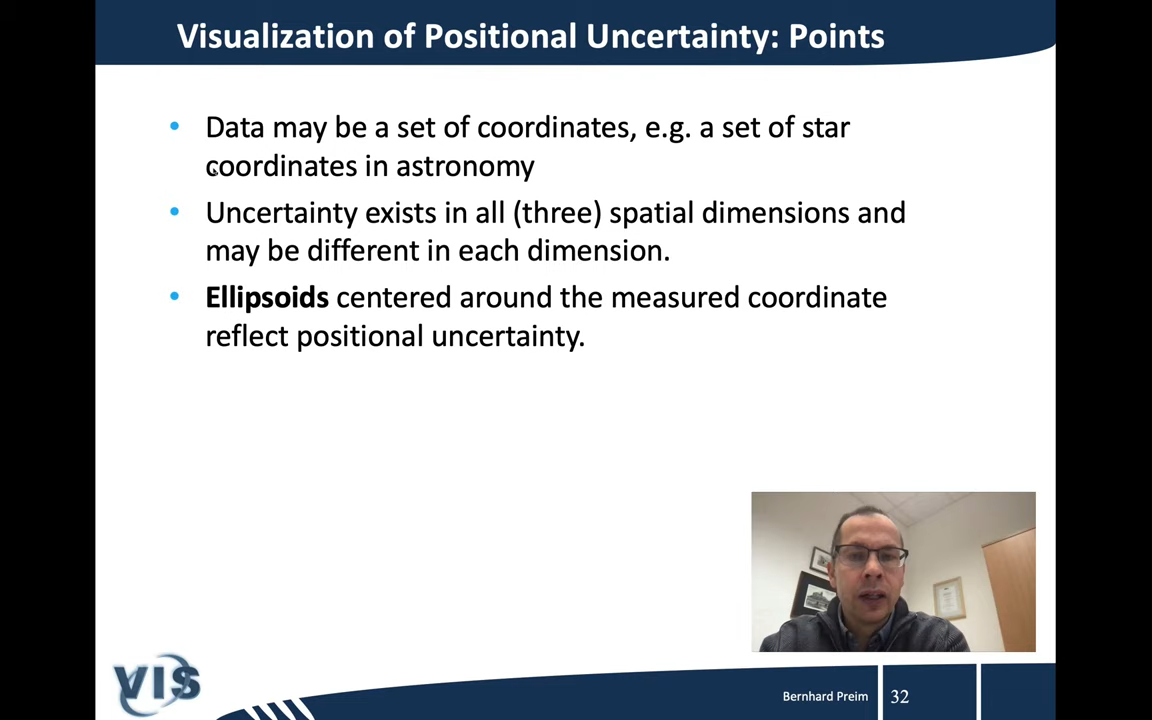 Visualization of Positional Uncertainty: Points
Data may be a set of coordinates, e.g. a set of star
coordinates in astronomy
Uncertainty exists in all (three) spatial dimensions and
may be different in each dimension.
Ellipsoids centered around the measured coordinate
reflect positional uncertainty.
VIS
Bernhard Preim
32